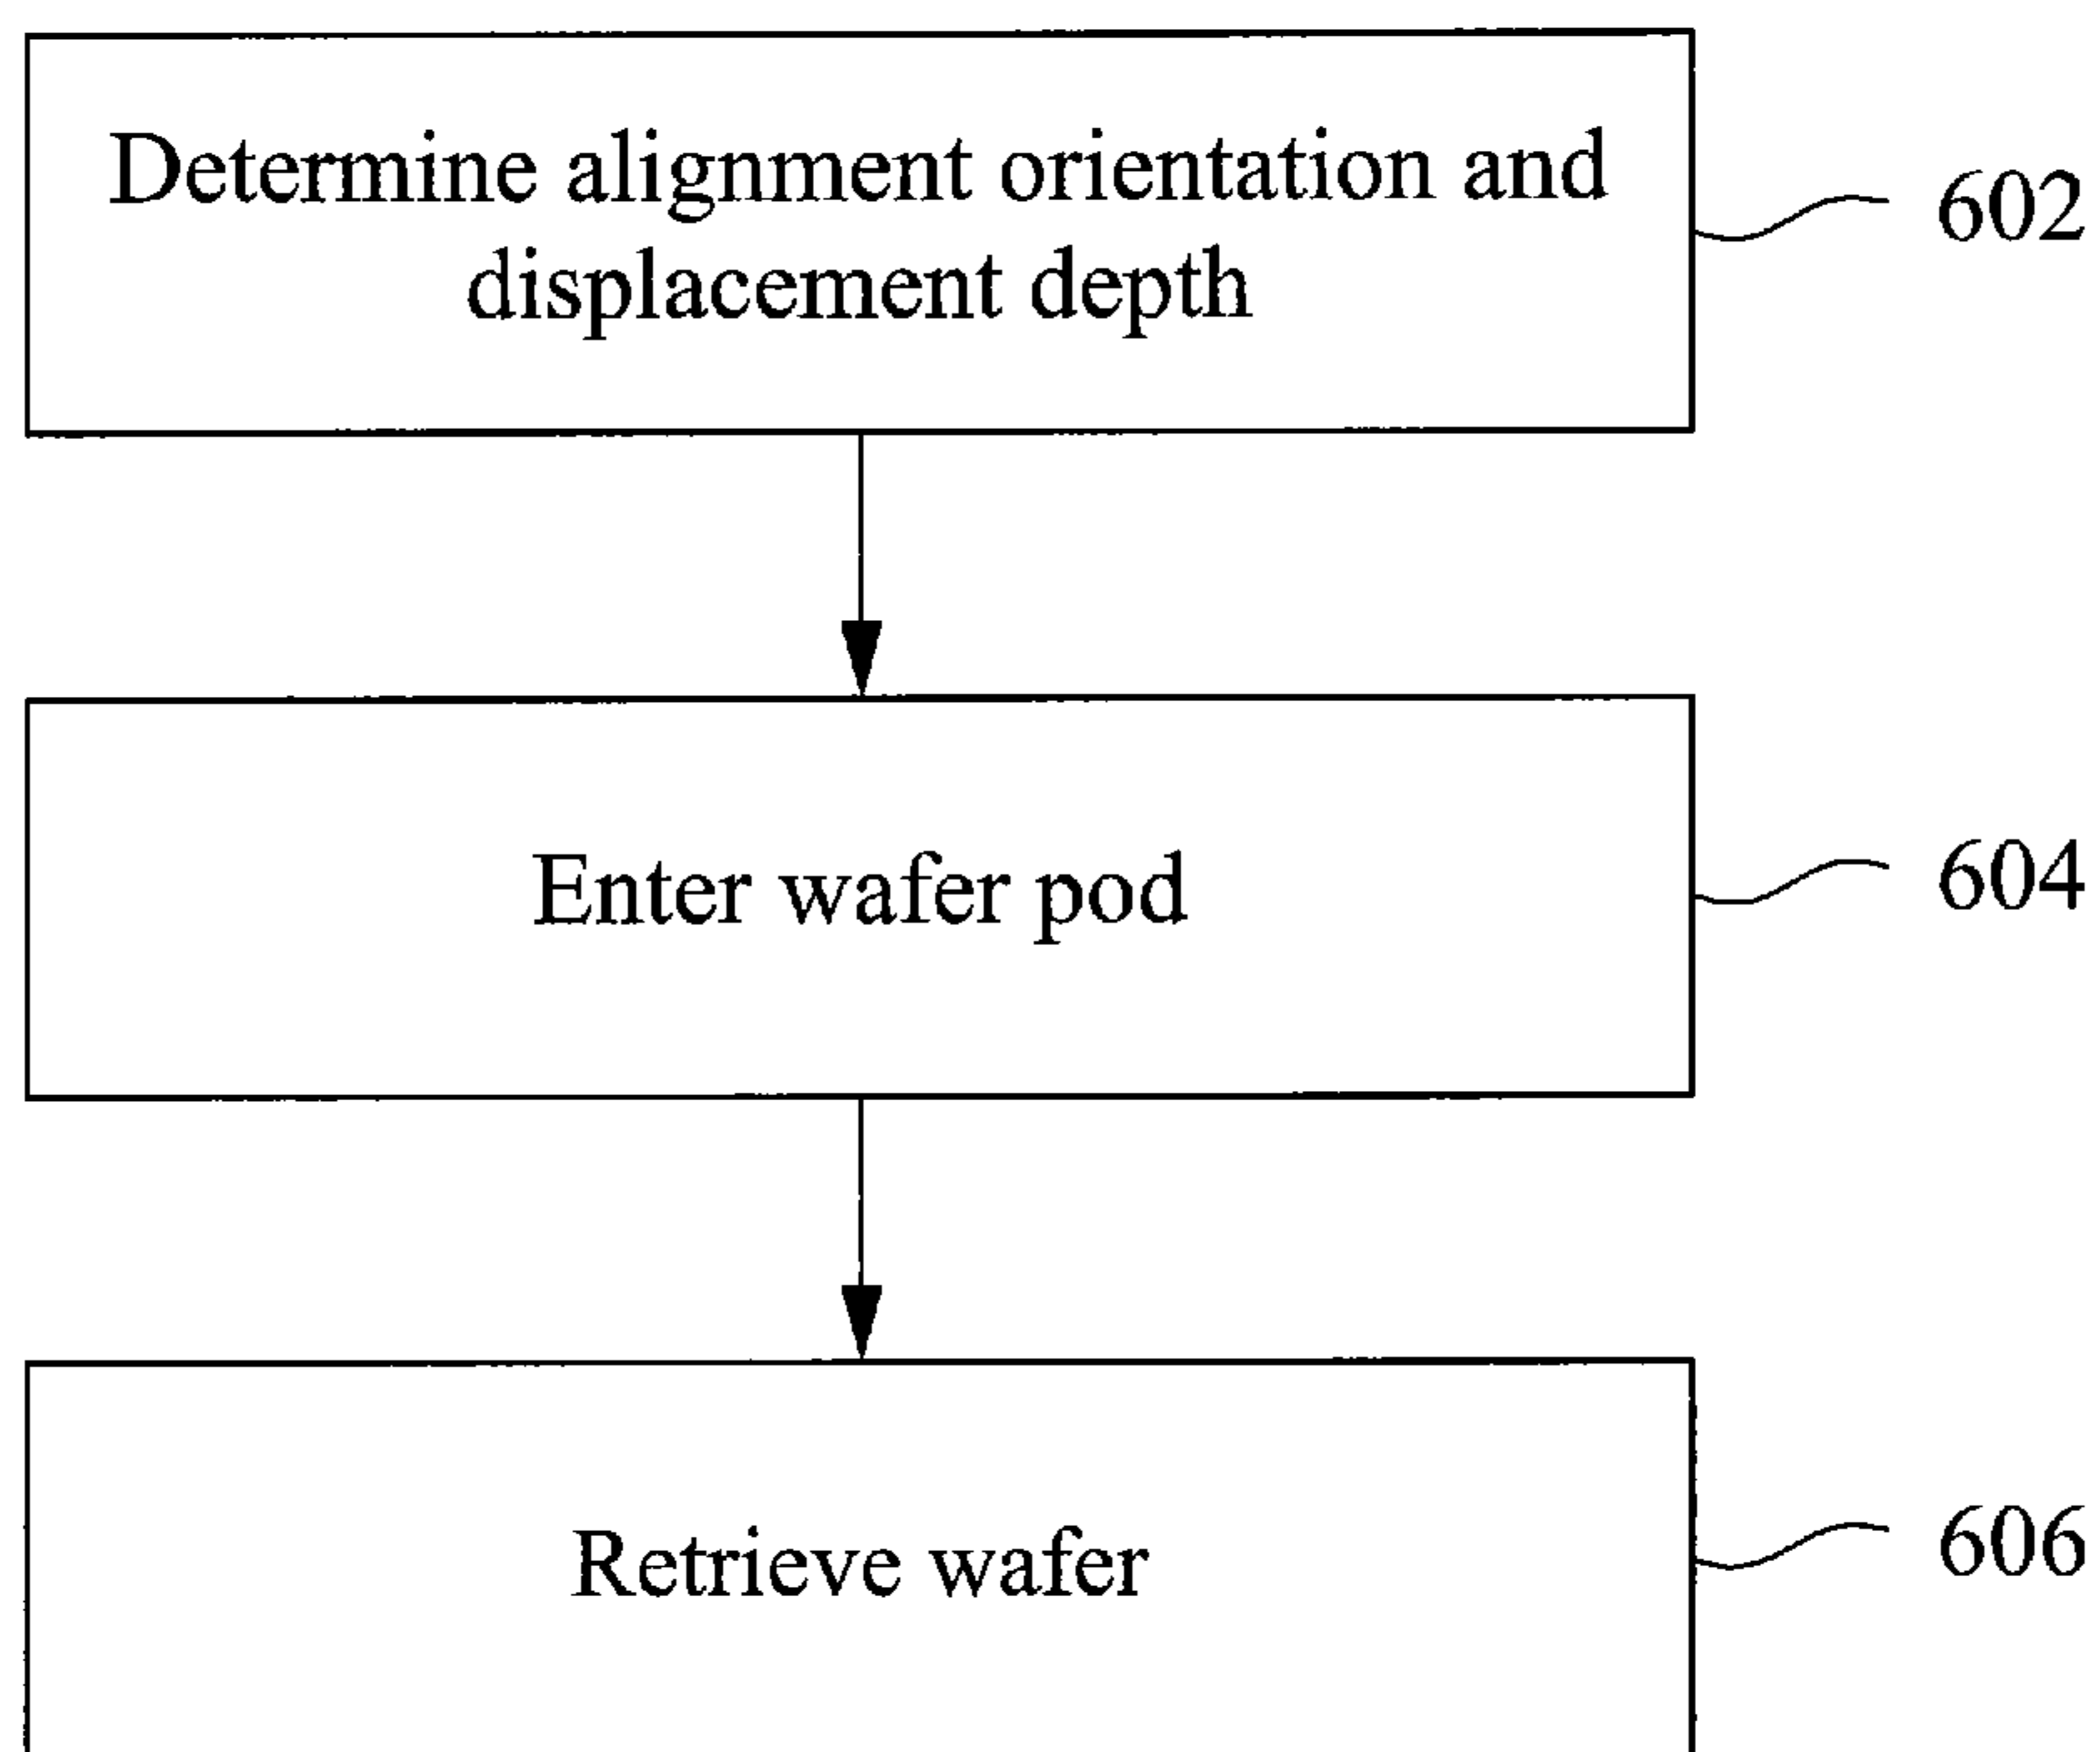 Determine alignment orientation and
displacement depth
602
Enter wafer pod
604
Retrieve wafer
606